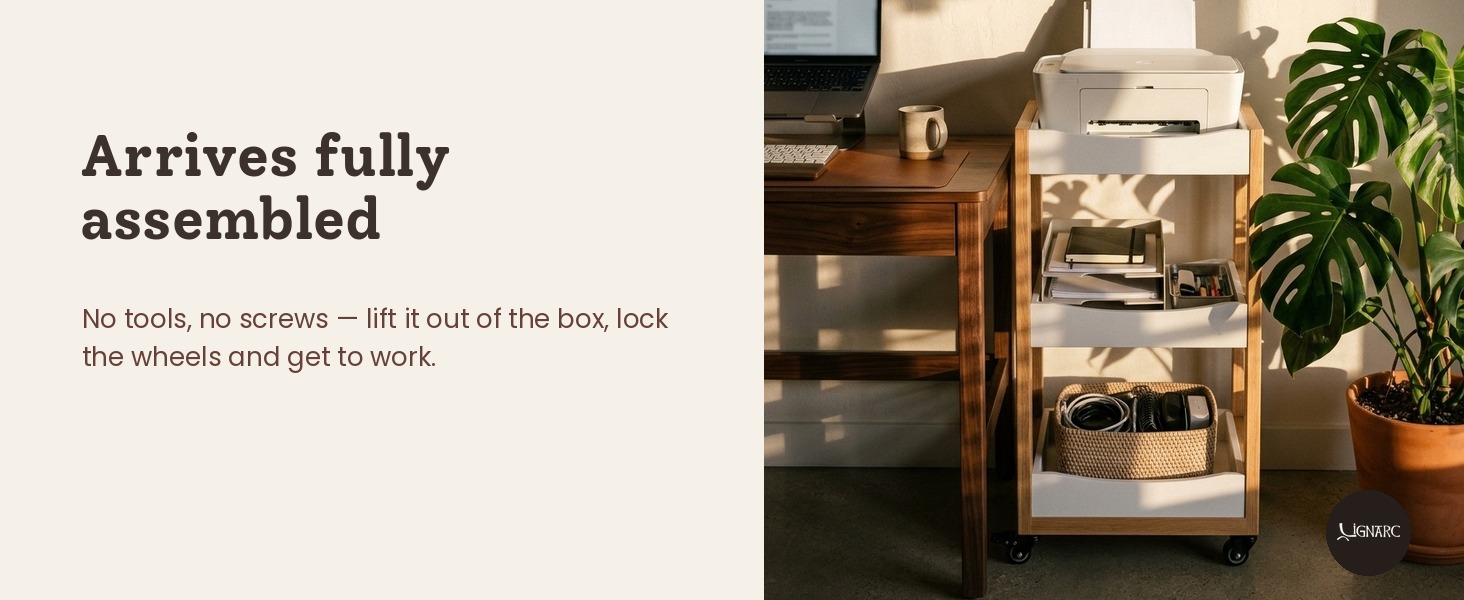 Arrives fully
assembled
No tools, no screws — lift it out of the box, lock
the wheels and get to work.
LIGNARC